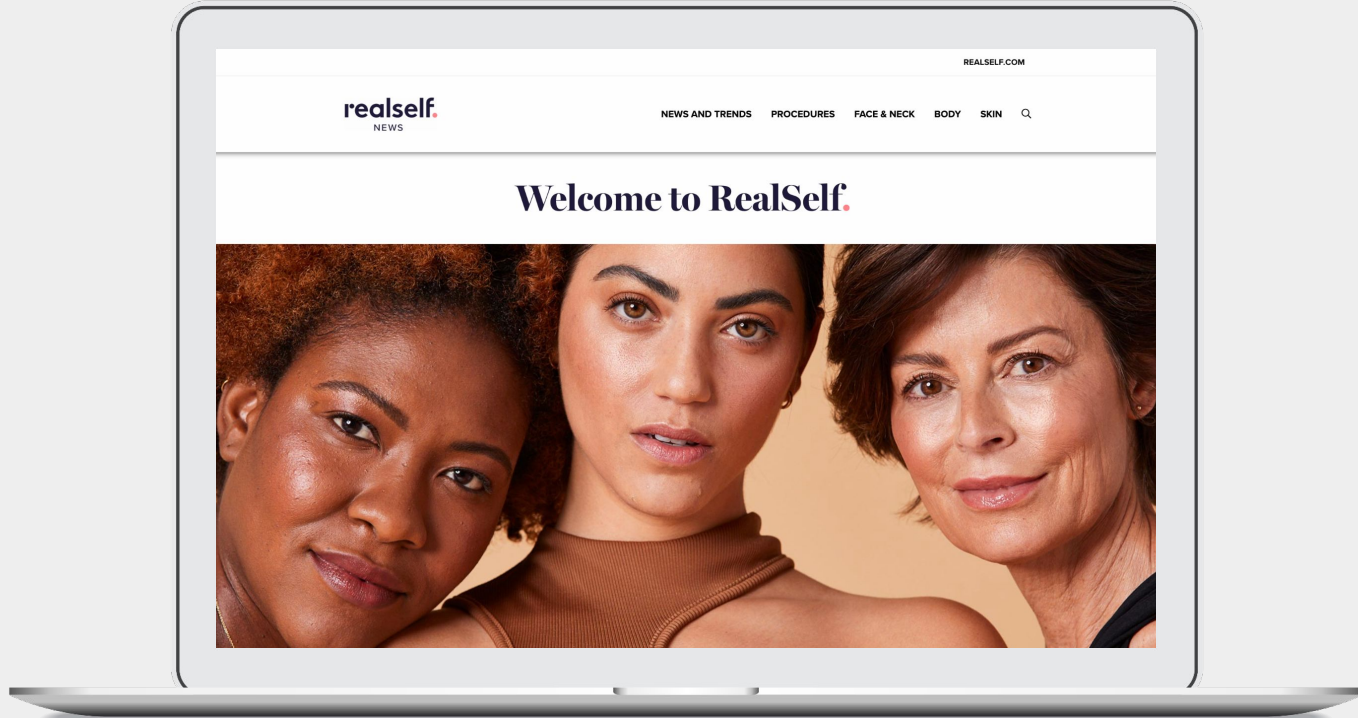 REALSELF.COM
realself.
NEWS
NEWS AND TRENDS PROCEDURES FACE & NECK BODY SKIN
Welcome to RealSelf.